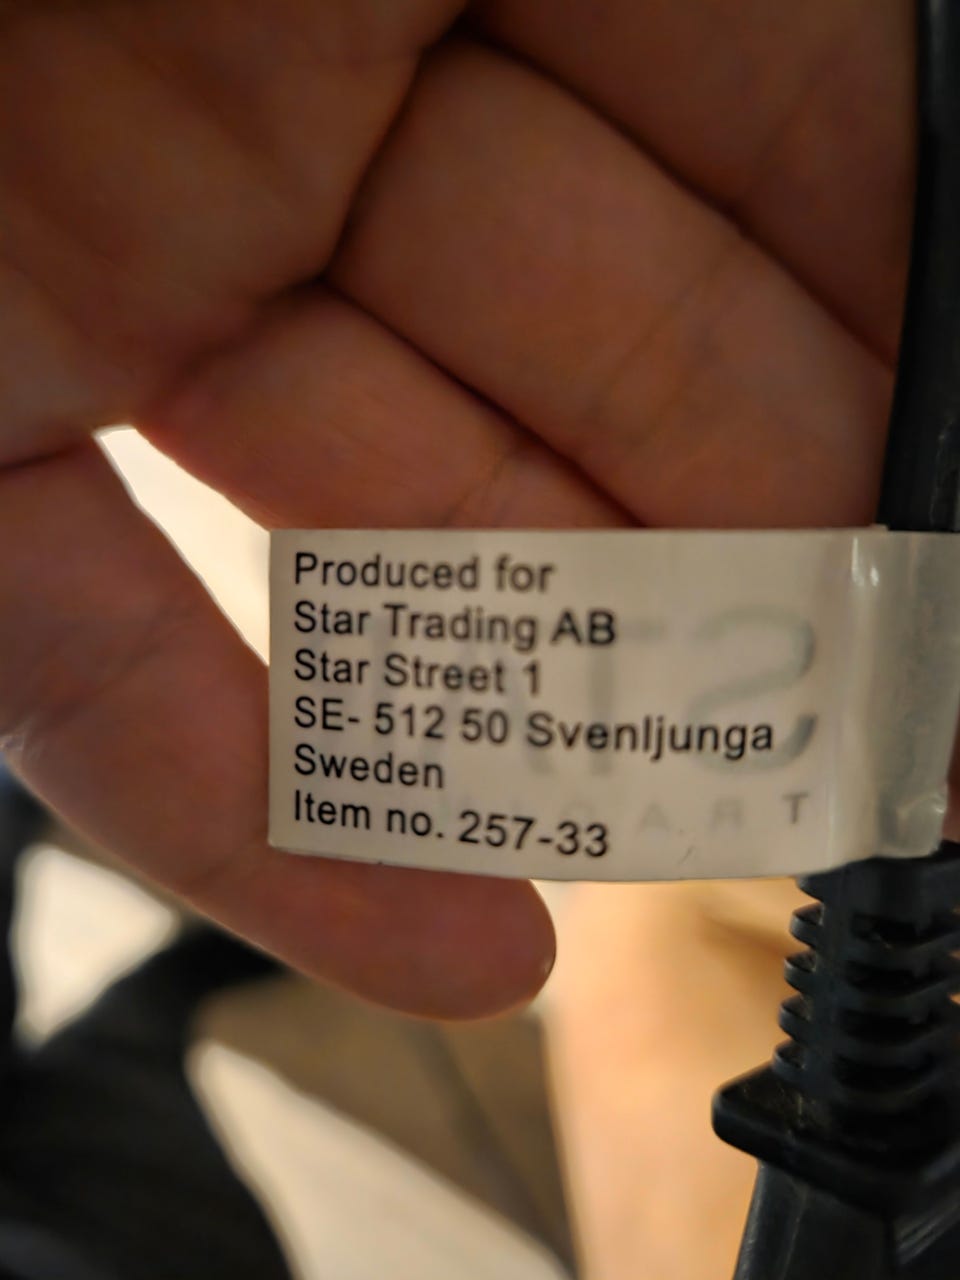 Produced for
Star Trading AB
Star Street 1
SE- 512 50 Svenljunga
Sweden
Item no. 257-33